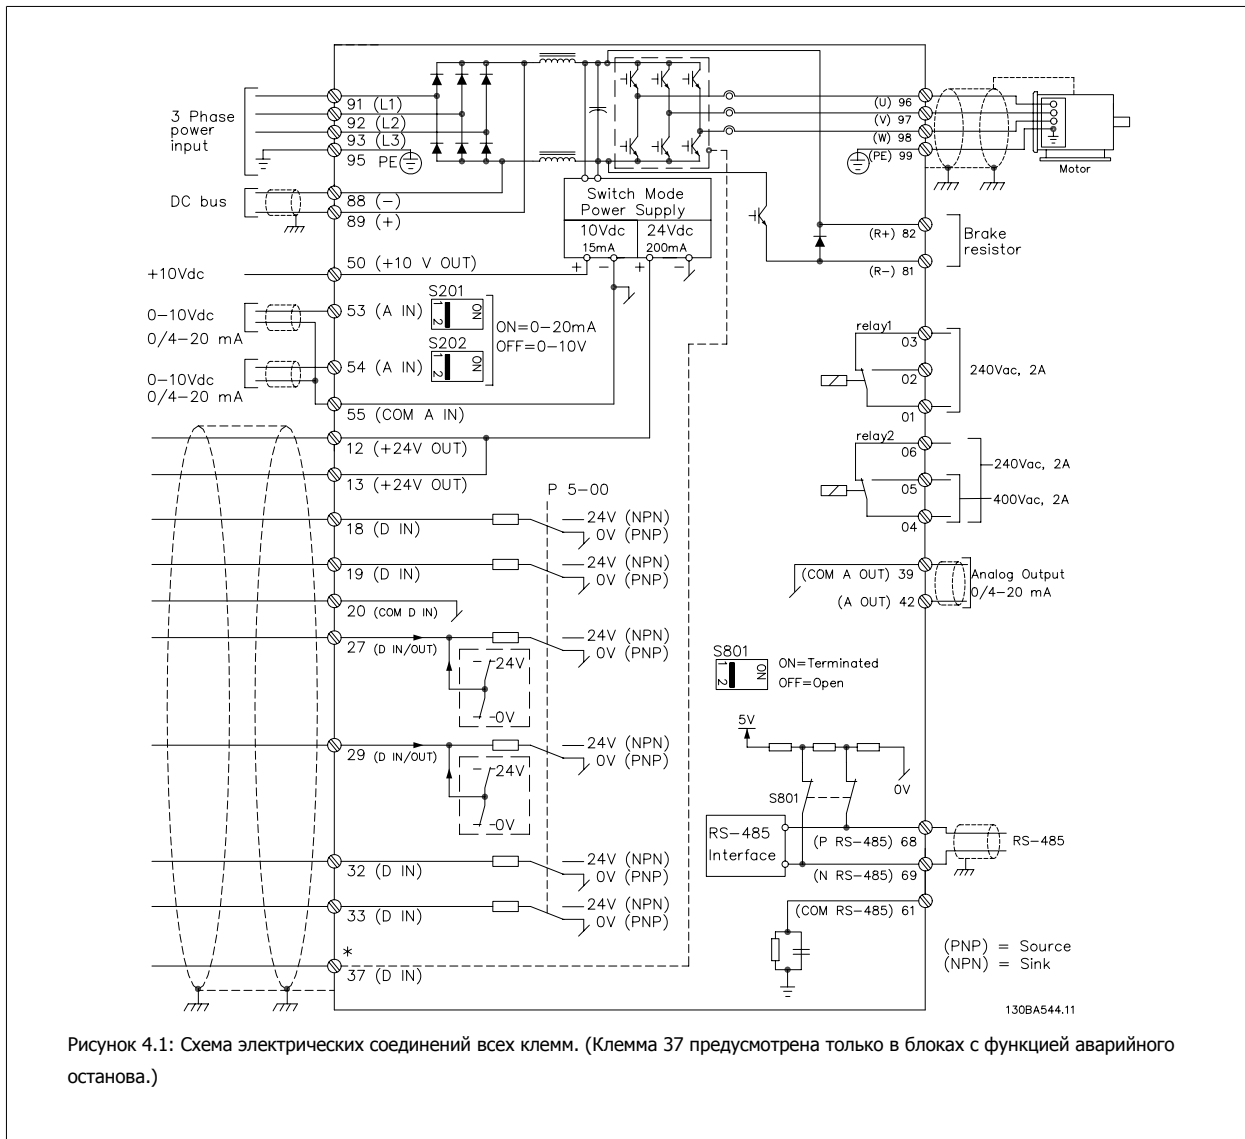 3 Phase
power
input
91 (L1)
92 (L2)
93 (L3)
95 PE
DC bus
88 (−)
89 (+)
+10Vdc
50 (+10 V OUT)
0−10Vdc
0/4−20 mA
53 (A IN)
S201
1 2
ON
ON=0−20mA
OFF=0−10V
S202
1 2
ON
0−10Vdc
0/4−20 mA
54 (A IN)
55 (COM A IN)
12 (+24V OUT)
13 (+24V OUT)
P 5-00
18 (D IN)
24V (NPN)
0V (PNP)
19 (D IN)
24V (NPN)
0V (PNP)
20 (COM D IN)
27 (D IN/OUT)
24V (NPN)
0V (PNP)
24V
0V
29 (D IN/OUT)
24V (NPN)
0V (PNP)
24V
0V
32 (D IN)
24V (NPN)
0V (PNP)
33 (D IN)
24V (NPN)
0V (PNP)
*
37 (D IN)
Switch Mode
Power Supply
10Vdc
15mA
24Vdc
200mA
+ − + −
(U) 96
(V) 97
(W) 98
(PE) 99
Motor
(R+) 82
Brake
resistor
(R−) 81
relay1
03
02
240Vac, 2A
01
relay2
06
240Vac, 2A
05
400Vac, 2A
04
(COM A OUT) 39
Analog Output
0/4−20 mA
(A OUT) 42
S801
1 2
ON
ON=Terminated
OFF=Open
5V
S801
0V
RS−485
Interface
(P RS−485) 68
RS−485
(N RS−485) 69
(COM RS−485) 61
(PNP) = Source
(NPN) = Sink
130BA544.11
Рисунок 4.1: Схема электрических соединений всех клемм. (Клемма 37 предусмотрена только в блоках с функцией аварийного
останова.)